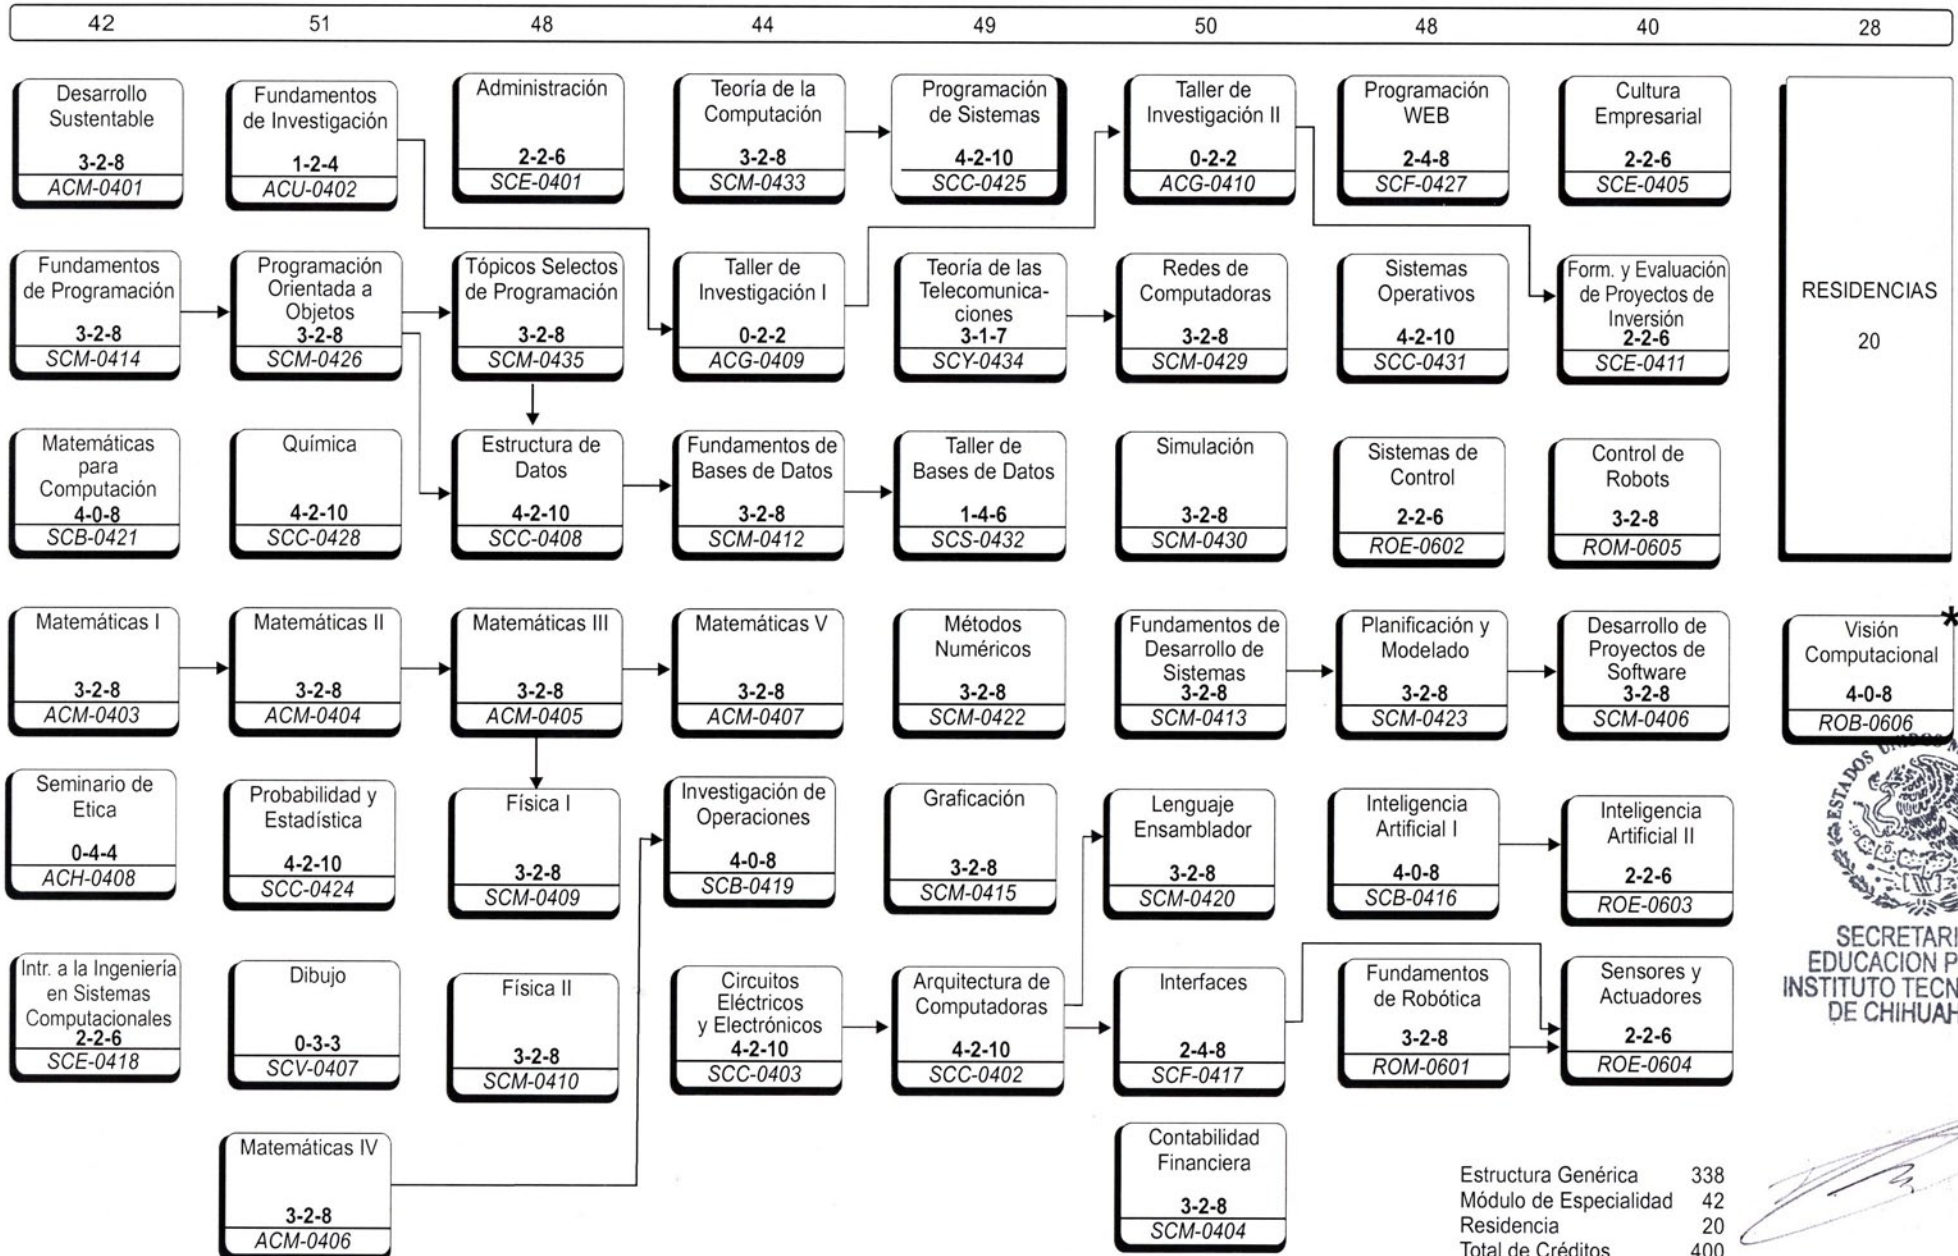 42 51 48 44 49 50 48 40 28
Desarrollo
Sustentable
3-2-8
ACM-0401
Fundamentos
de Investigación
1-2-4
ACU-0402
Administración
2-2-6
SCE-0401
Teoría de la
Computación
3-2-8
SCM-0433
Programación
de Sistemas
4-2-10
SCC-0425
Taller de
Investigación II
0-2-2
ACG-0410
Programación
WEB
2-4-8
SCF-0427
Cultura
Empresarial
2-2-6
SCE-0405
RESIDENCIAS
20
Fundamentos
de Programación
3-2-8
SCM-0414
Programación
Orientada a
Objetos
3-2-8
SCM-0426
Tópicos Selectos
de Programación
3-2-8
SCM-0435
Taller de
Investigación I
0-2-2
ACG-0409
Teoría de las
Telecomunica-
ciones
3-1-7
SCY-0434
Redes de
Computadoras
3-2-8
SCM-0429
Sistemas
Operativos
4-2-10
SCC-0431
Form. y Evaluación
de Proyectos de
Inversión
2-2-6
SCE-0411
Matemáticas
para
Computación
4-0-8
SCB-0421
Química
4-2-10
SCC-0428
Estructura de
Datos
4-2-10
SCC-0408
Fundamentos de
Bases de Datos
3-2-8
SCM-0412
Taller de
Bases de Datos
1-4-6
SCS-0432
Simulación
3-2-8
SCM-0430
Sistemas de
Control
2-2-6
ROE-0602
Control de
Robots
3-2-8
ROM-0605
Matemáticas I
3-2-8
ACM-0403
Matemáticas II
3-2-8
ACM-0404
Matemáticas III
3-2-8
ACM-0405
Matemáticas V
3-2-8
ACM-0407
Métodos
Numéricos
3-2-8
SCM-0422
Fundamentos de
Desarrollo de
Sistemas
3-2-8
SCM-0413
Planificación y
Modelado
3-2-8
SCM-0423
Desarrollo de
Proyectos de
Software
3-2-8
SCM-0406
*
Visión
Computacional
4-0-8
ROB-0606
Seminario de
Etica
0-4-4
ACH-0408
Probabilidad y
Estadística
4-2-10
SCC-0424
Física I
3-2-8
SCM-0409
Investigación de
Operaciones
4-0-8
SCB-0419
Graficación
3-2-8
SCM-0415
Lenguaje
Ensamblador
3-2-8
SCM-0420
Inteligencia
Artificial I
4-0-8
SCB-0416
Inteligencia
Artificial II
2-2-6
ROE-0603
ESTADOS UNIDOS M
SECRETARI
EDUCACION P
INSTITUTO TECN
DE CHIHUAH
Intr. a la Ingeniería
en Sistemas
Computacionales
2-2-6
SCE-0418
Dibujo
0-3-3
SCV-0407
Física II
3-2-8
SCM-0410
Circuitos
Eléctricos
y Electrónicos
4-2-10
SCC-0403
Arquitectura de
Computadoras
4-2-10
SCC-0402
Interfaces
2-4-8
SCF-0417
Fundamentos
de Robótica
3-2-8
ROM-0601
Sensores y
Actuadores
2-2-6
ROE-0604
Matemáticas IV
3-2-8
ACM-0406
Contabilidad
Financiera
3-2-8
SCM-0404
Estructura Genérica 338
Módulo de Especialidad 42
Residencia 20
Total de Créditos 400